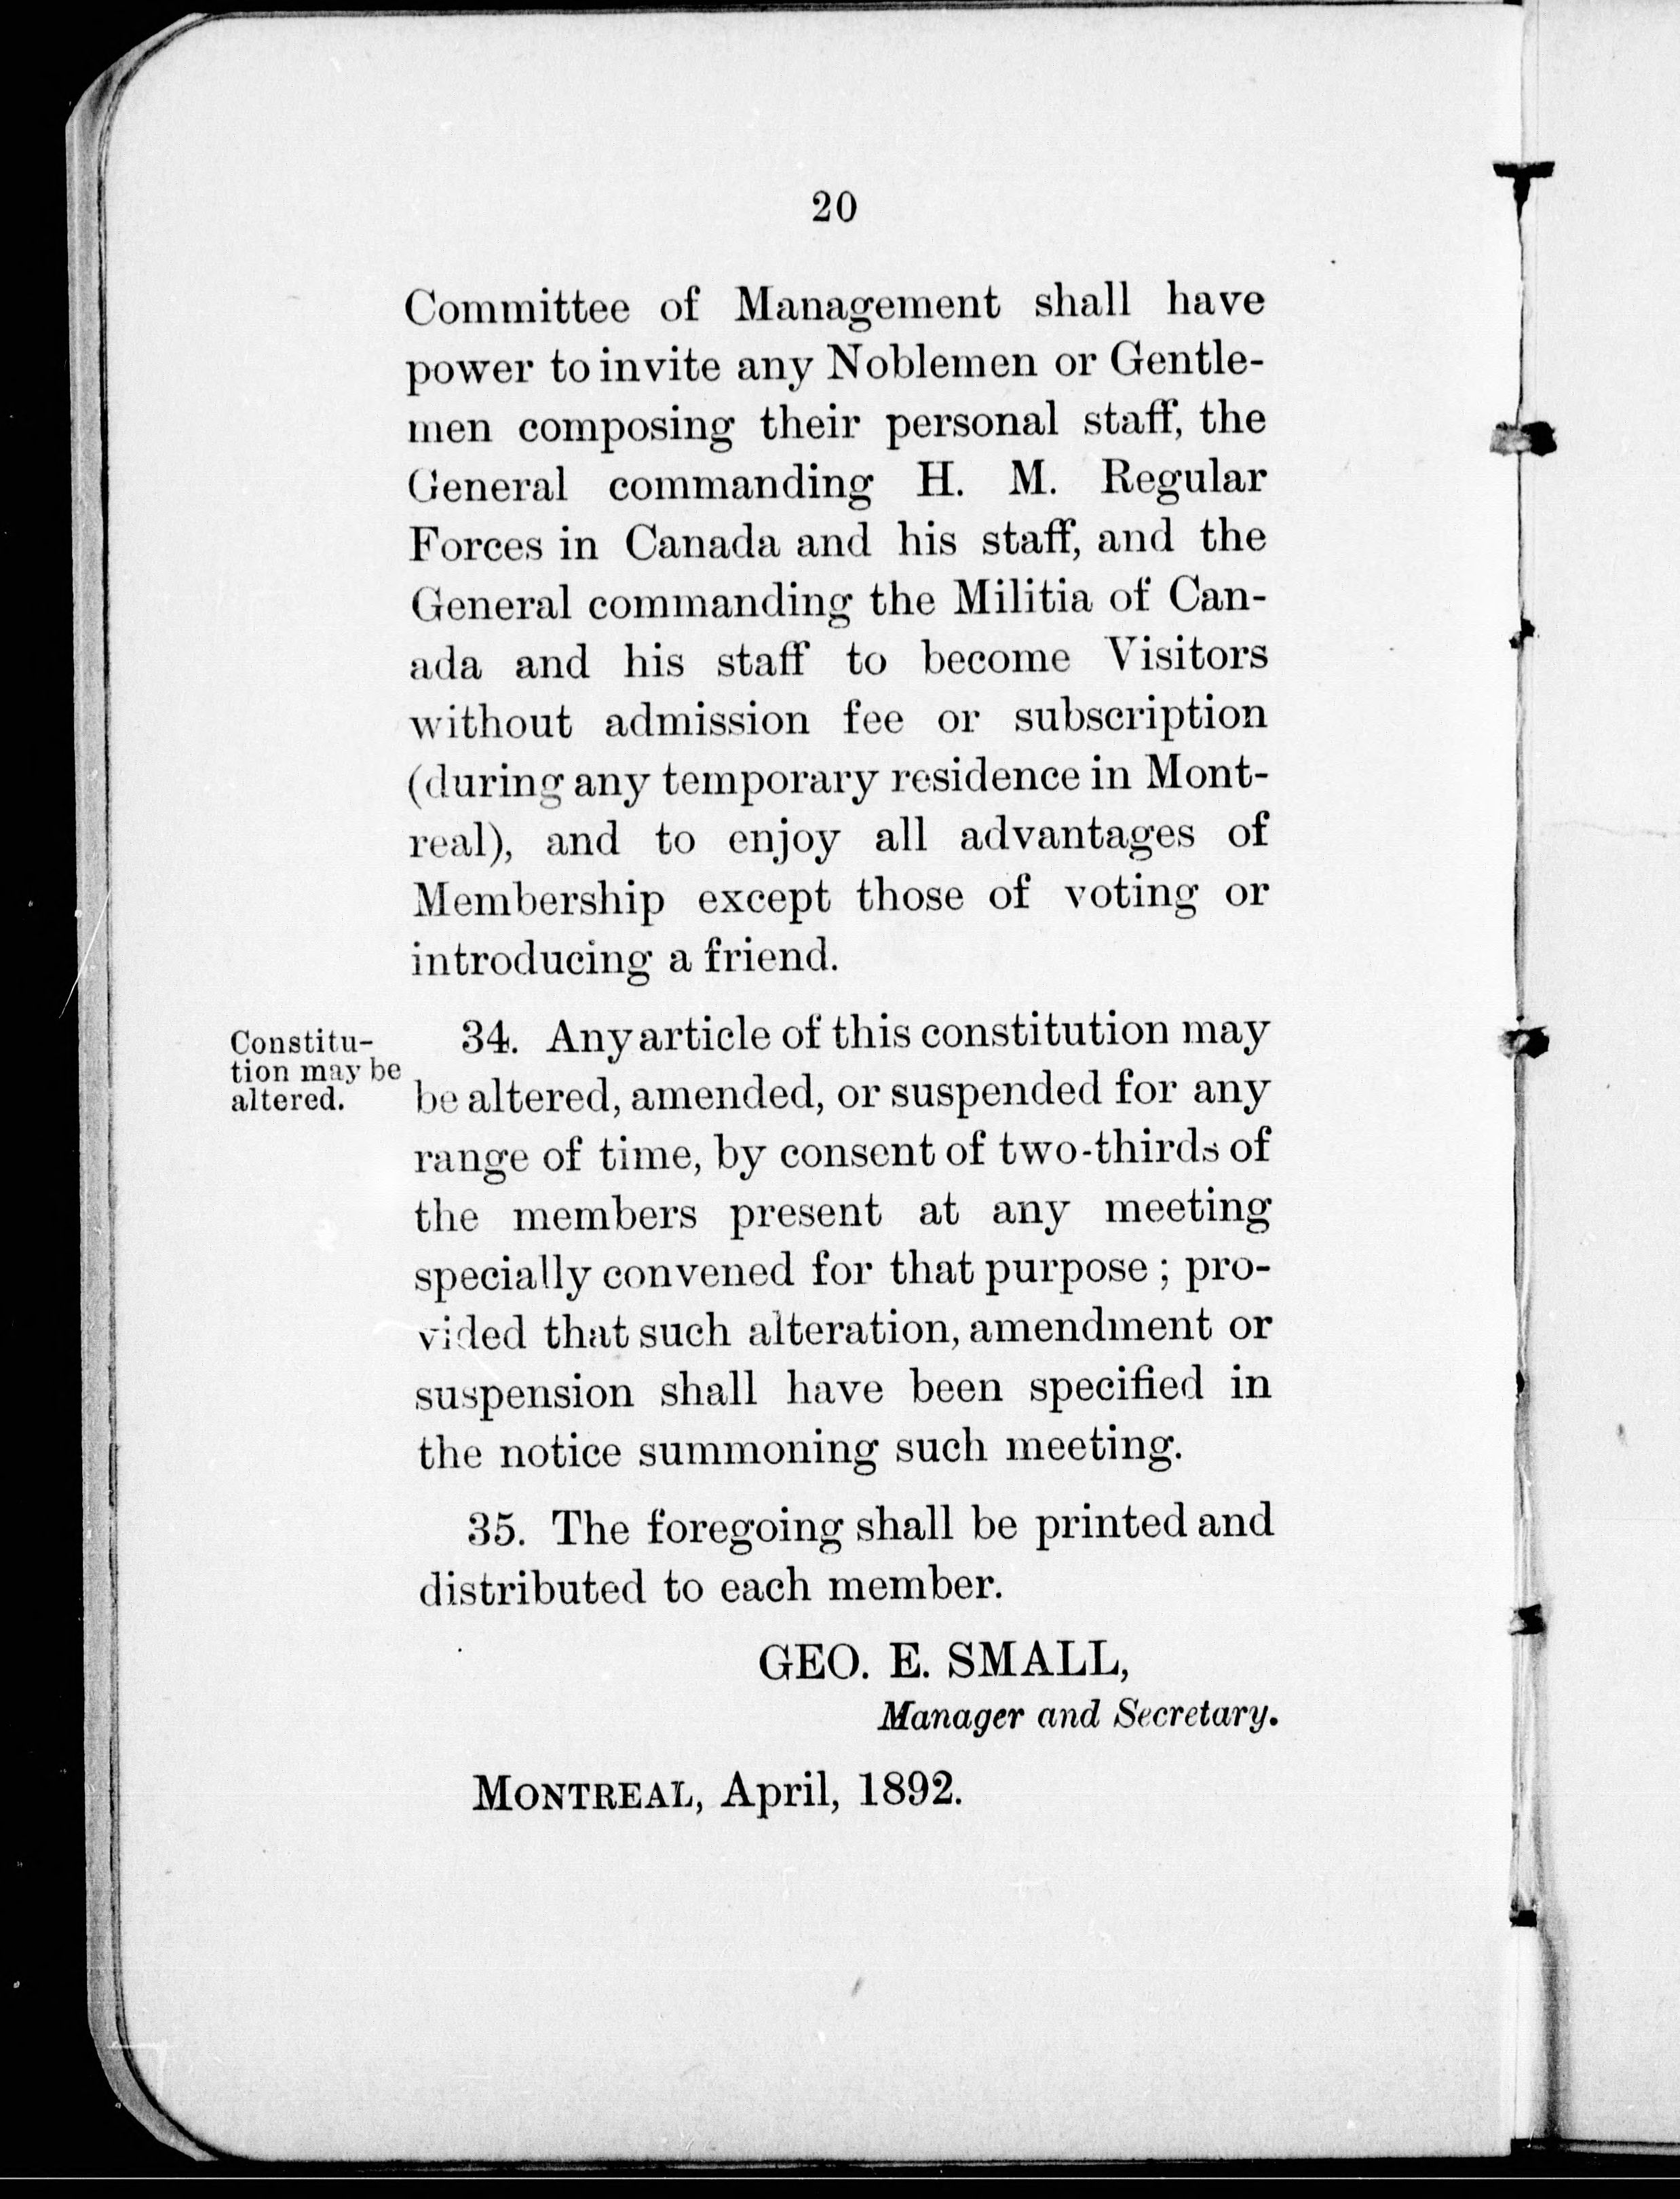 20
Committee of Management shall have
power to invite any Noblemen or Gentle-
men composing their personal staff, the
General commanding H. M. Regular
Forces in Canada and his staff, and the
General commanding the Militia of Can-
ada and his staff to become Visitors
without admission fee or subscription
(during any temporary residence in Mont-
real), and to enjoy all advantages of
Membership except those of voting or
introducing a friend.
Constitu-
tion may be
altered.
34. Any article of this constitution may
be altered, amended, or suspended for any
range of time, by consent of two-thirds of
the members present at any meeting
specially convened for that purpose ; pro-
vided that such alteration, amendment or
suspension shall have been specified in
the notice summoning such meeting.
35. The foregoing shall be printed and
distributed to each member.
GEO. E. SMALL,
Manager and Secretary.
MONTREAL, April, 1892.